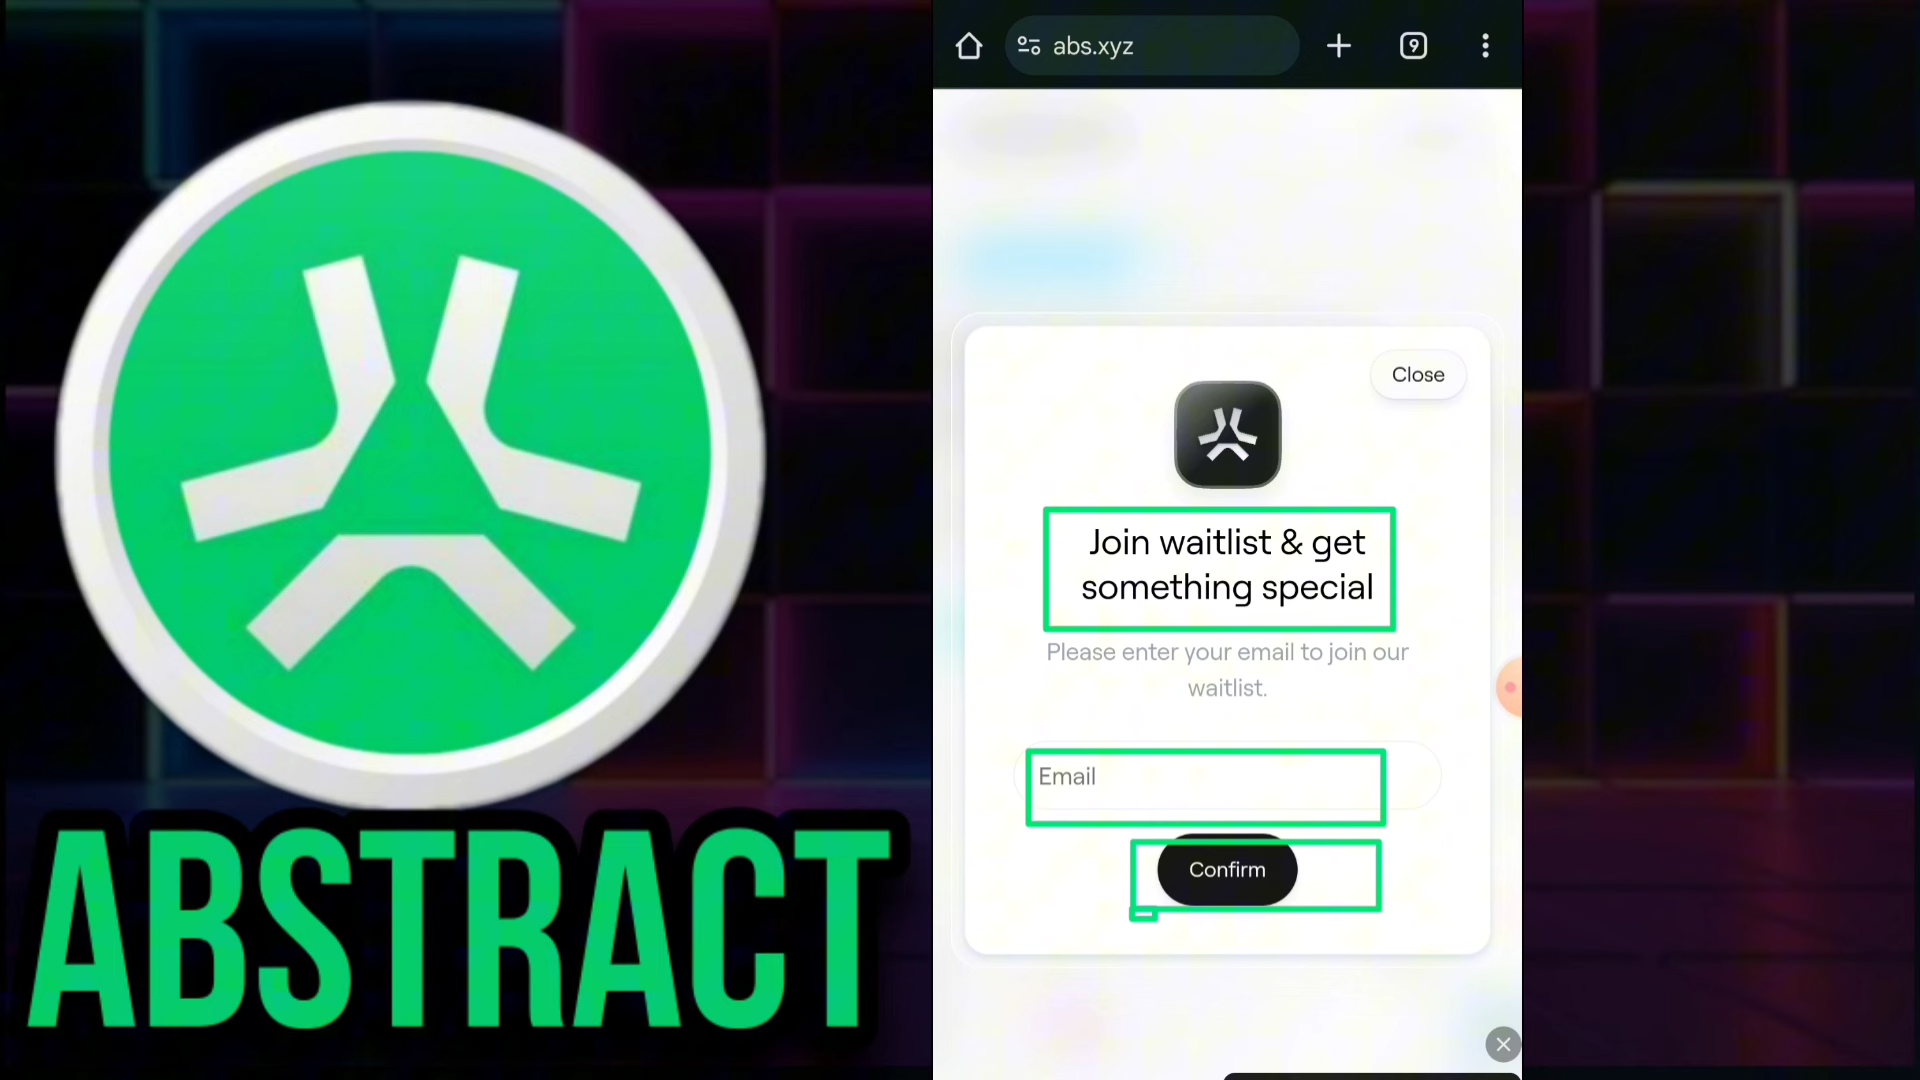 ABSTRACT
abs.xyz
9
Close
Join waitlist & get
something special
Please enter your email to join our
waitlist.
Email
Confirm